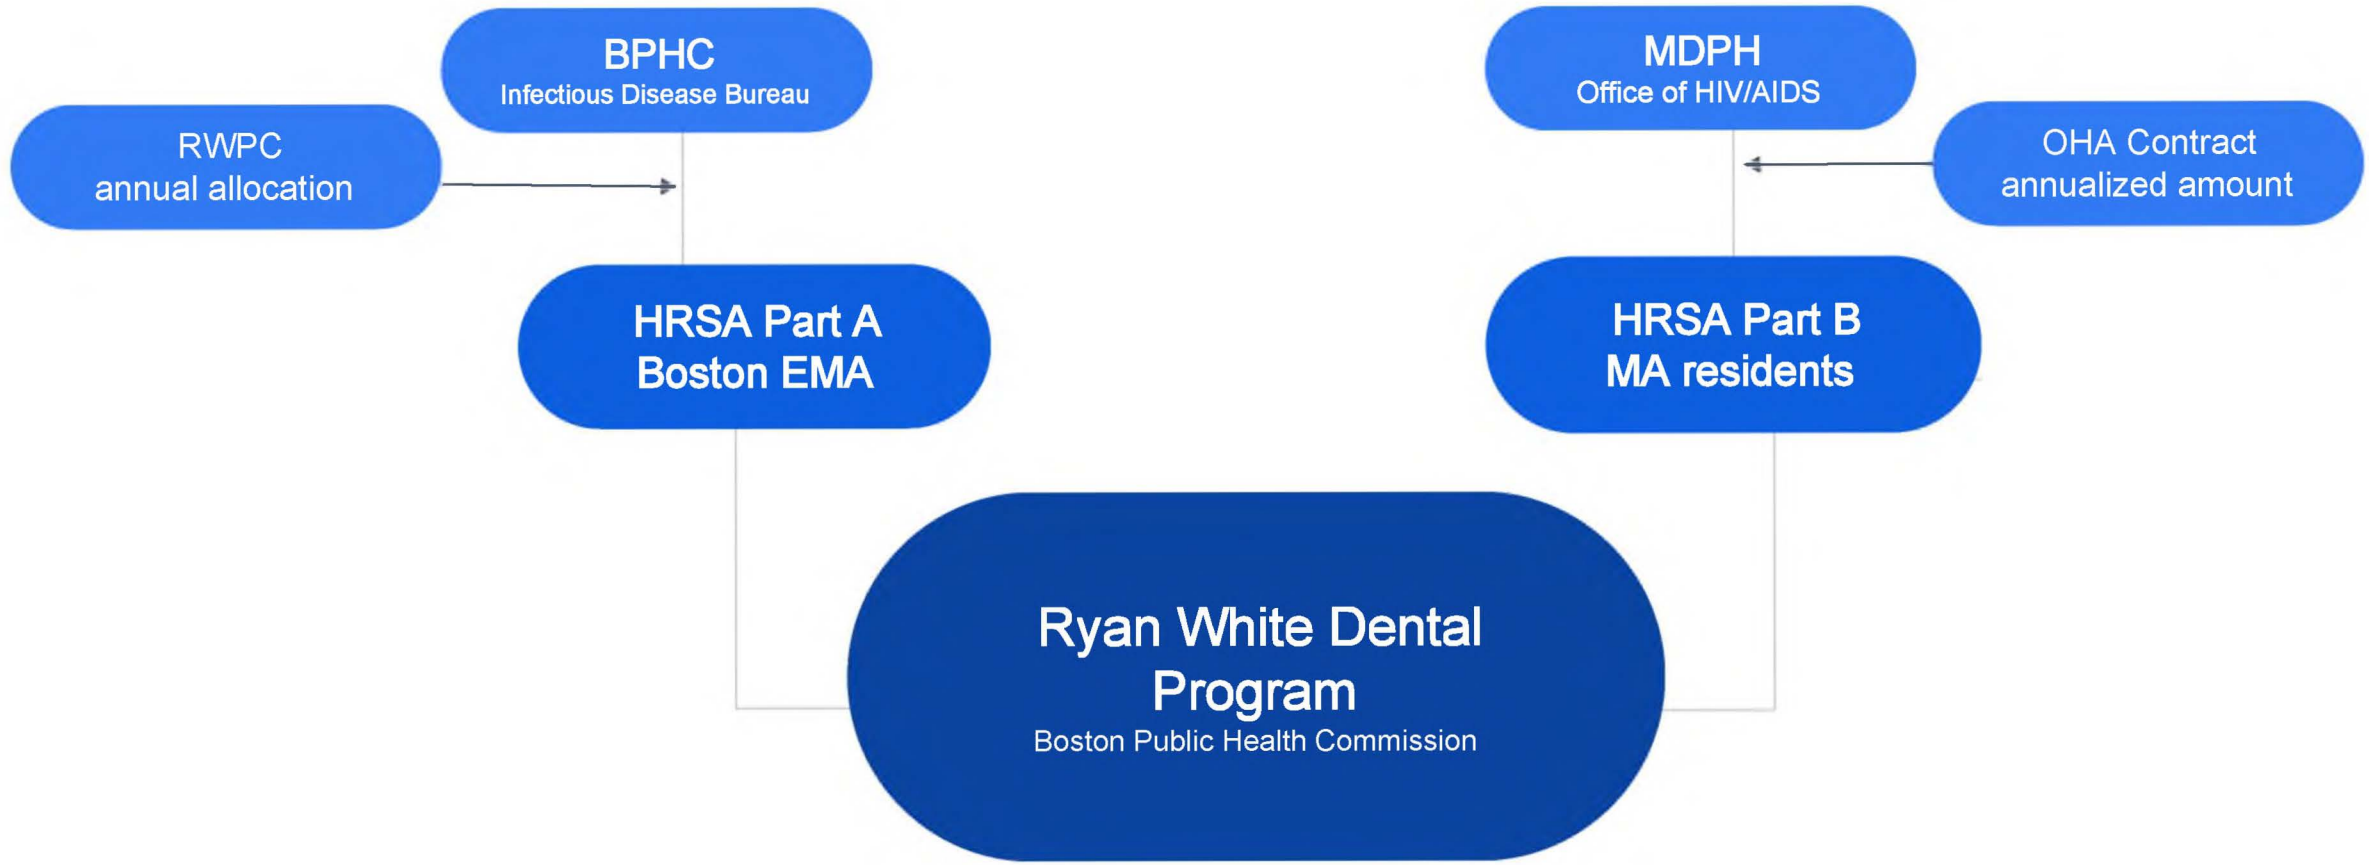 BPHC
Infectious Disease Bureau
RWPC
annual allocation
MDPH
Office of HIV/AIDS
OHA Contract
annualized amount
HRSA Part A
Boston EMA
HRSA Part B
MA residents
Ryan White Dental
Program
Boston Public Health Commission